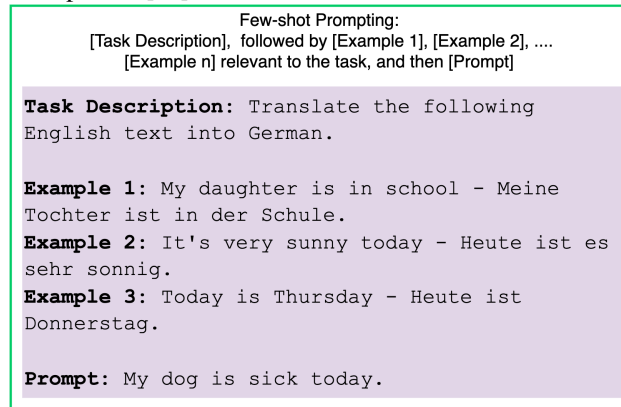 Few-shot Prompting:
[Task Description], followed by [Example 1], [Example 2], ....
[Example n] relevant to the task, and then [Prompt]
Task Description: Translate the following
English text into German.
Example 1: My daughter is in school - Meine
Tochter ist in der Schule.
Example 2: It's very sunny today - Heute ist es
sehr sonnig.
Example 3: Today is Thursday - Heute ist
Donnerstag.
Prompt: My dog is sick today.